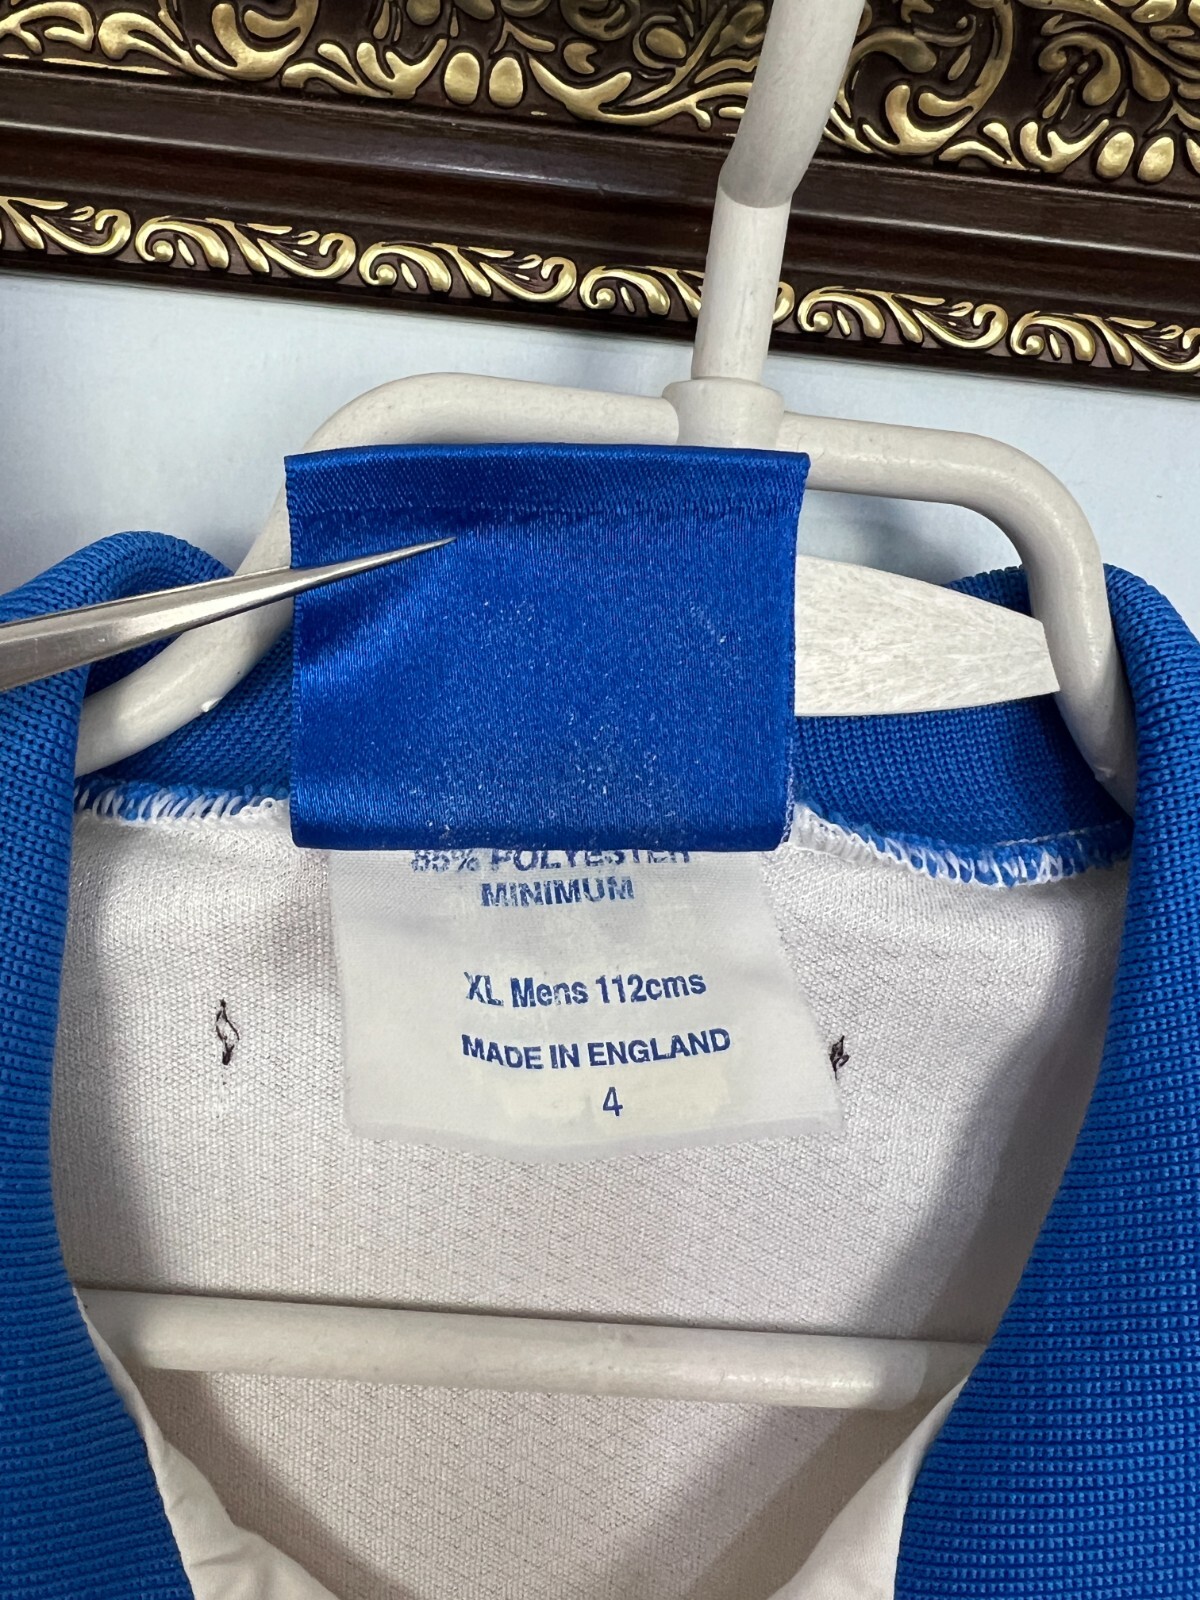 POLYESTER
MINIMUM
XL Mens 112cms
MADE IN ENGLAND
4